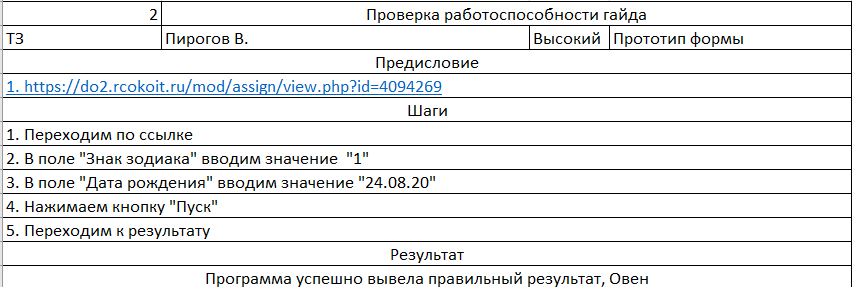 2 Проверка работоспособности гайда
ТЗ Пирогов В. Высокий Прототип формы
Предисловие
1. https://do2.rcokoit.ru/mod/assign/view.php?id=4094269
Шаги
1. Переходим по ссылке
2. В поле "Знак зодиака" вводим значение "1"
3. В поле "Дата рождения" вводим значение "24.08.20"
4. Нажимаем кнопку "Пуск"
5. Переходим к результату
Результат
Программа успешно вывела правильный результат, Овен